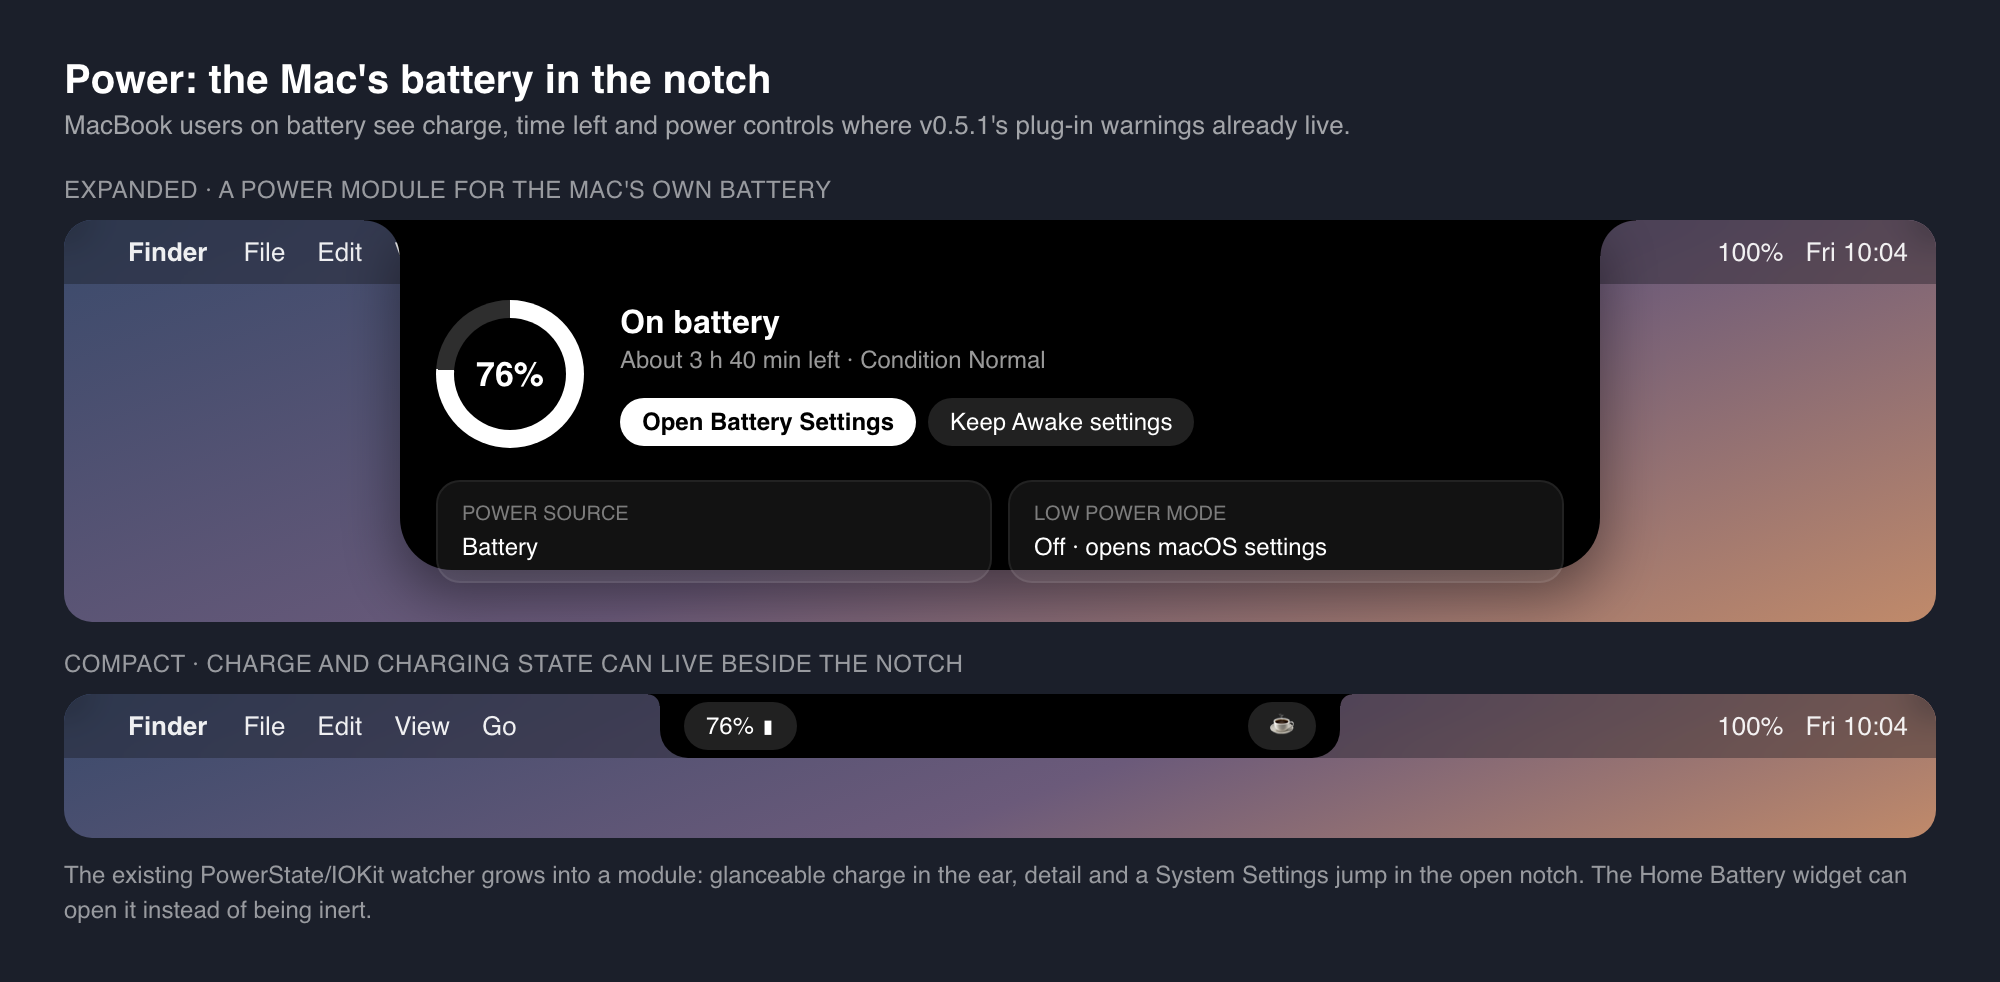 Power: the Mac's battery in the notch
MacBook users on battery see charge, time left and power controls where v0.5.1's plug-in warnings already live.
EXPANDED · A POWER MODULE FOR THE MAC'S OWN BATTERY
Finder File Edit
100% Fri 10:04
76%
On battery
About 3 h 40 min left · Condition Normal
Open Battery Settings
Keep Awake settings
POWER SOURCE
Battery
LOW POWER MODE
Off · opens macOS settings
COMPACT · CHARGE AND CHARGING STATE CAN LIVE BESIDE THE NOTCH
Finder File Edit View Go
76%
100% Fri 10:04
The existing PowerState/IOKit watcher grows into a module: glanceable charge in the ear, detail and a System Settings jump in the open notch. The Home Battery widget can
open it instead of being inert.